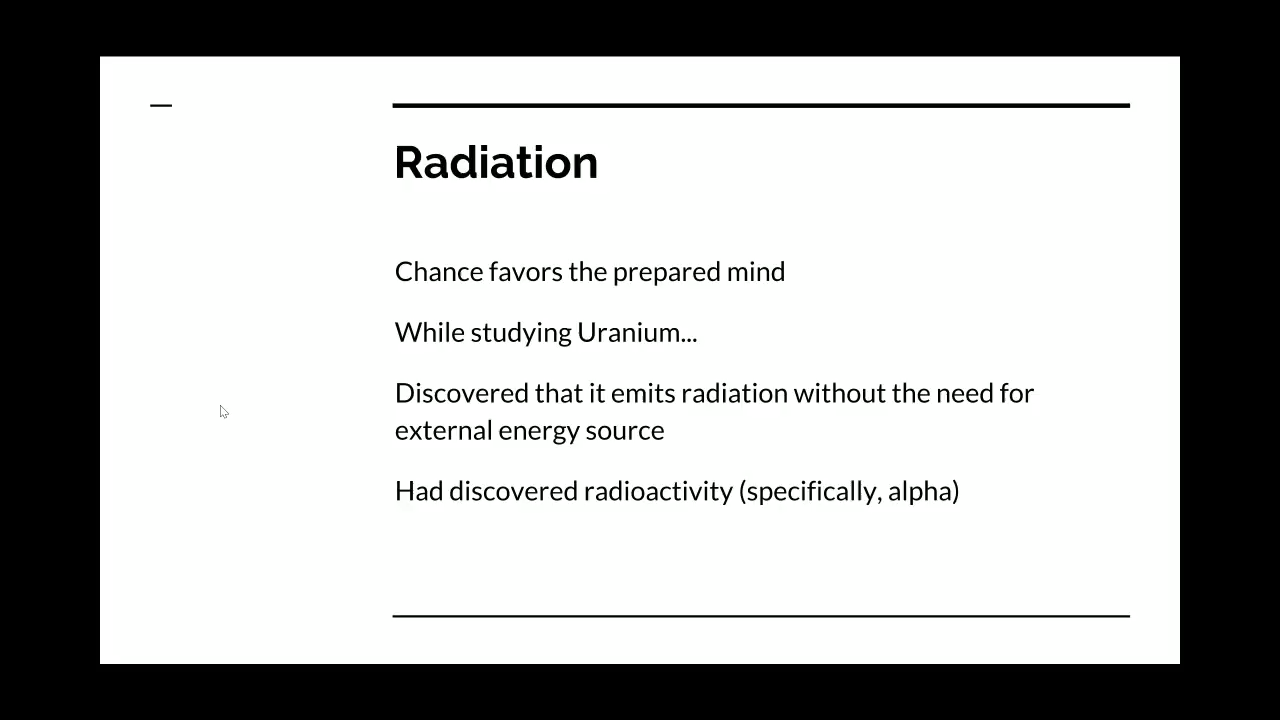 Radiation
Chance favors the prepared mind
While studying Uranium...
Discovered that it emits radiation without the need for
external energy source
Had discovered radioactivity (specifically, alpha)